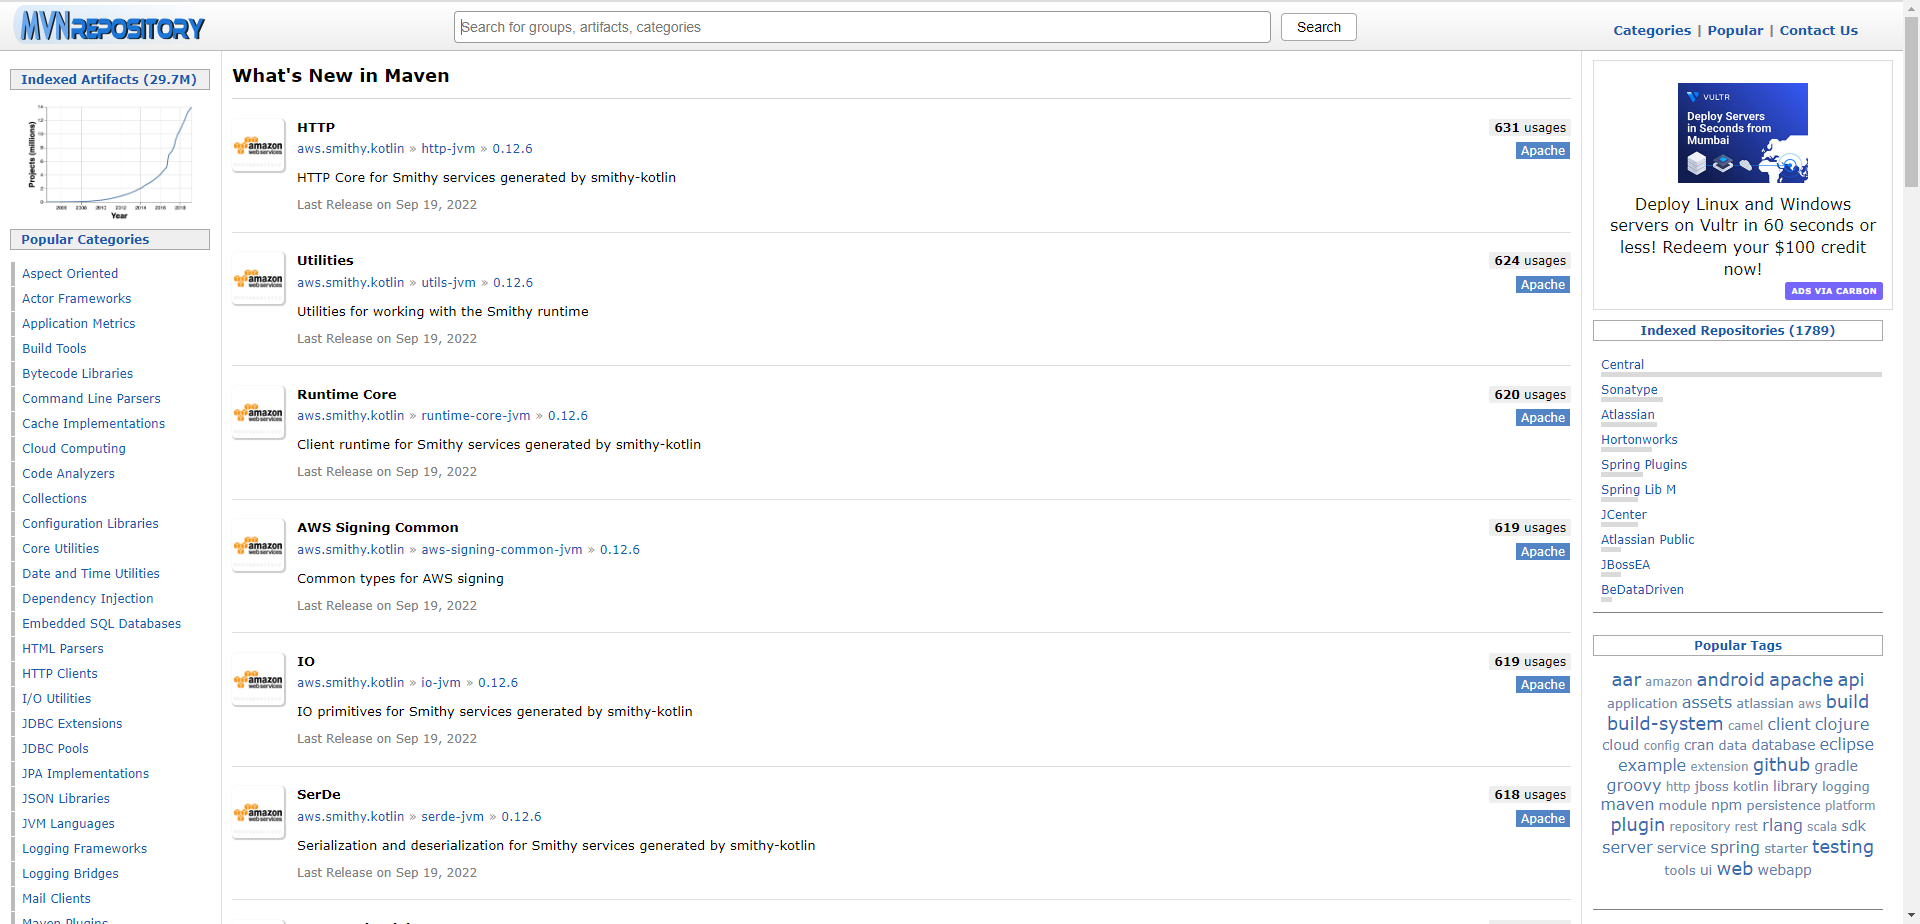 MVNREPOSITORY
Search for groups, artifacts, categories
Search
Categories | Popular | Contact Us
Indexed Artifacts (29.7M)
Projects (millions)
Year
Popular Categories
Aspect Oriented
Actor Frameworks
Application Metrics
Build Tools
Bytecode Libraries
Command Line Parsers
Cache Implementations
Cloud Computing
Code Analyzers
Collections
Configuration Libraries
Core Utilities
Date and Time Utilities
Dependency Injection
Embedded SQL Databases
HTML Parsers
HTTP Clients
I/O Utilities
JDBC Extensions
JDBC Pools
JPA Implementations
JSON Libraries
JVM Languages
Logging Frameworks
Logging Bridges
Mail Clients
Maven Plugins
What's New in Maven
amazon
webservices
HTTP
631 usages
aws.smithy.kotlin » http-jvm » 0.12.6
Apache
HTTP Core for Smithy services generated by smithy-kotlin
Last Release on Sep 19, 2022
amazon
webservices
Utilities
624 usages
aws.smithy.kotlin » utils-jvm » 0.12.6
Apache
Utilities for working with the Smithy runtime
Last Release on Sep 19, 2022
amazon
webservices
Runtime Core
620 usages
aws.smithy.kotlin » runtime-core-jvm » 0.12.6
Apache
Client runtime for Smithy services generated by smithy-kotlin
Last Release on Sep 19, 2022
amazon
webservices
AWS Signing Common
619 usages
aws.smithy.kotlin » aws-signing-common-jvm » 0.12.6
Apache
Common types for AWS signing
Last Release on Sep 19, 2022
amazon
webservices
IO
619 usages
aws.smithy.kotlin » io-jvm » 0.12.6
Apache
IO primitives for Smithy services generated by smithy-kotlin
Last Release on Sep 19, 2022
amazon
webservices
SerDe
618 usages
aws.smithy.kotlin » serde-jvm » 0.12.6
Apache
Serialization and deserialization for Smithy services generated by smithy-kotlin
Last Release on Sep 19, 2022
VULTR
Deploy Servers
in Seconds from
Mumbai
Deploy Linux and Windows
servers on Vultr in 60 seconds or
less! Redeem your $100 credit
now!
ADS VIA CARBON
Indexed Repositories (1789)
Central
Sonatype
Atlassian
Hortonworks
Spring Plugins
Spring Lib M
JCenter
Atlassian Public
JBossEA
BeDataDriven
Popular Tags
aar amazon android apache api
application assets atlassian aws build
build-system camel client clojure
cloud config cran data database eclipse
example extension github gradle
groovy http jboss kotlin library logging
maven module npm persistence platform
plugin repository rest rlang scala sdk
server service spring starter testing
tools ui web webapp